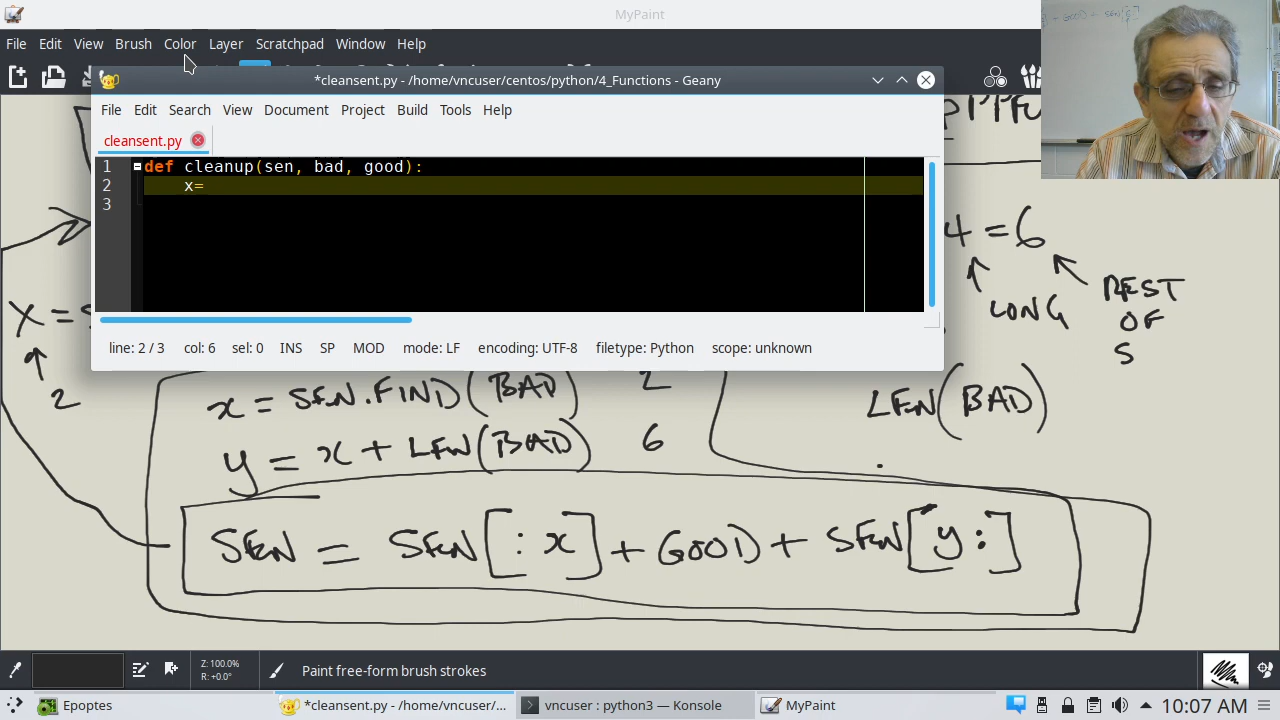 MyPaint
File Edit View Brush Color Layer Scratchpad Window Help
*cleansent.py - /home/vncuser/centos/python/4_Functions - Geany
File Edit Search View Document Project Build Tools Help
cleansent.py
1 def cleanup(sen, bad, good):
2 x=
3
line: 2 / 3 col: 6 sel: 0 INS SP MOD mode: LF encoding: UTF-8 filetype: Python scope: unknown
4 = 6
LONG
REST
OF
S
X =
2
x = SEN.FIND(BAD) 2
LEN(BAD)
y = x + LEN(BAD) 6
SEN = SEN[:x] + GOOD + SEN[y:]
Z: 100.0%
R: +0.0°
Paint free-form brush strokes
Epoptes
*cleansent.py - /home/vncuser/...
vncuser : python3 — Konsole
MyPaint
10:07 AM